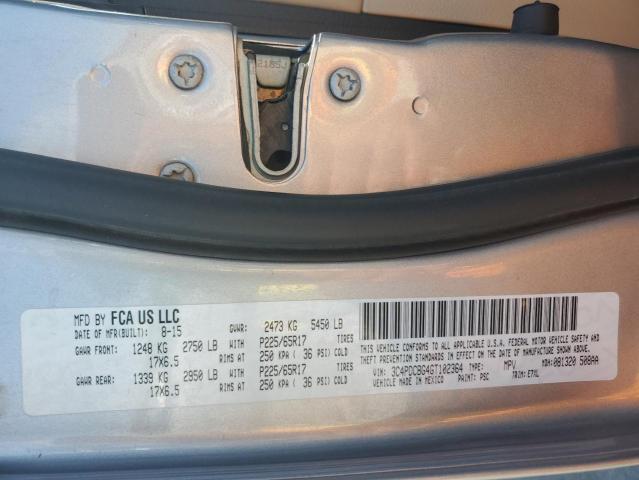 2185J
MFD BY FCA US LLC
DATE OF MFR(BUILT): 8-15 GVWR: 2473 KG 5450 LB
GAWR FRONT: 1248 KG 2750 LB WITH P225/65R17 TIRES
17X6.5 RIMS AT 250 KPA ( 36 PSI) COLD
GAWR REAR: 1339 KG 2950 LB WITH P225/65R17 TIRES
17X6.5 RIMS AT 250 KPA ( 36 PSI) COLD
THIS VEHICLE CONFORMS TO ALL APPLICABLE U.S.A. FEDERAL MOTOR VEHICLE SAFETY, BUMPER, AND
THEFT PREVENTION STANDARDS IN EFFECT ON THE DATE OF MANUFACTURE SHOWN ABOVE.
VIN: 3C4PDCBG4GT102364 TYPE: MPV MDH: 081320 508AA
MADE IN MEXICO PAINT: PSC TRIM: E7XL